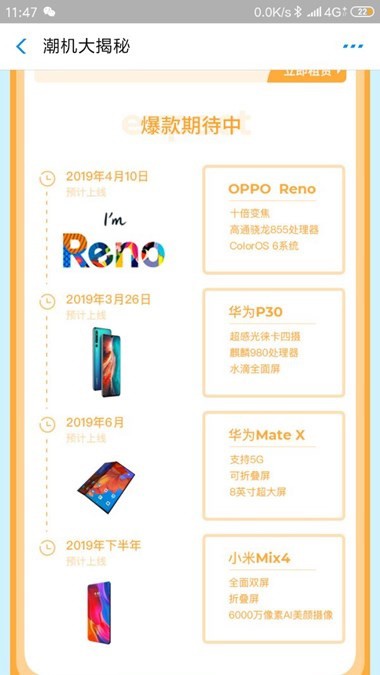 11:47
0.0K/s 4G+ 22
潮机大揭秘
立即租赁
爆款期待中
2019年4月10日
预计上线
I'm
Reno
OPPO Reno
十倍变焦
高通骁龙855处理器
ColorOS 6系统
2019年3月26日
预计上线
华为P30
超感光徕卡四摄
麒麟980处理器
水滴全面屏
2019年6月
预计上线
华为Mate X
支持5G
可折叠屏
8英寸超大屏
2019年下半年
预计上线
小米Mix4
全面双屏
折叠屏
6000万像素AI美颜摄像